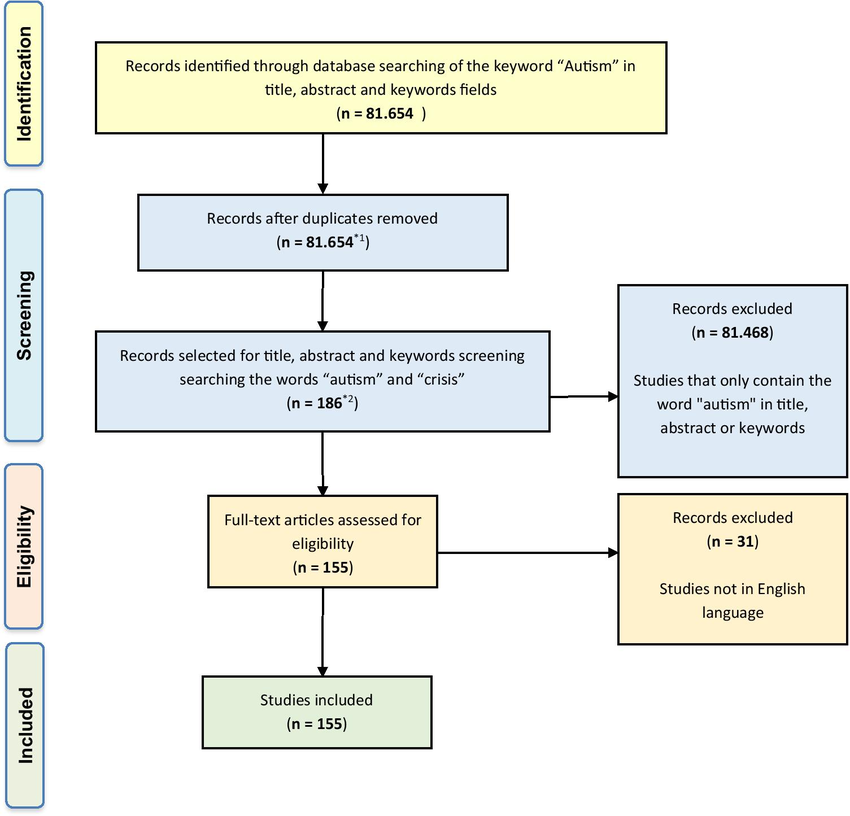 Identification
Records identified through database searching of the keyword “Autism” in
title, abstract and keywords fields
(n = 81.654 )
Screening
Records after duplicates removed
(n = 81.654*1)
Records selected for title, abstract and keywords screening
searching the words “autism” and “crisis”
(n = 186*2)
Records excluded
(n = 81.468)
Studies that only contain the
word "autism" in title,
abstract or keywords
Eligibility
Full-text articles assessed for
eligibility
(n = 155)
Records excluded
(n = 31)
Studies not in English
language
Included
Studies included
(n = 155)